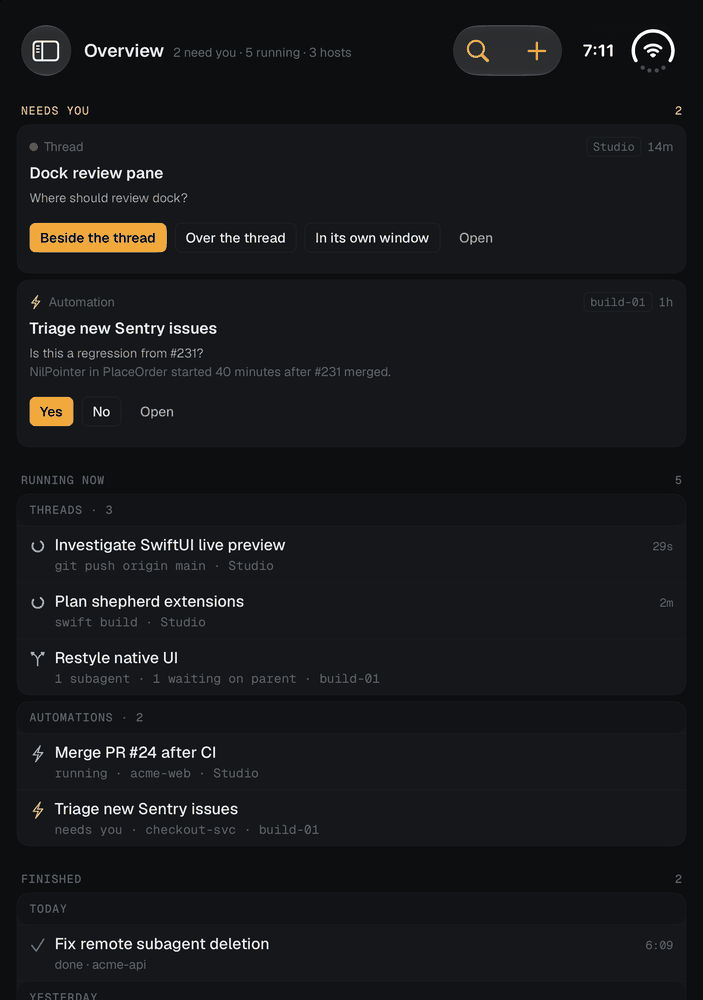 Overview 2 need you · 5 running · 3 hosts 7:11
NEEDS YOU 2
Thread Studio 14m
Dock review pane
Where should review dock?
Beside the thread Over the thread In its own window Open
Automation build-01 1h
Triage new Sentry issues
Is this a regression from #231?
NilPointer in PlaceOrder started 40 minutes after #231 merged.
Yes No Open
RUNNING NOW 5
THREADS · 3
Investigate SwiftUI live preview 29s
git push origin main · Studio
Plan shepherd extensions 2m
swift build · Studio
Restyle native UI
1 subagent · 1 waiting on parent · build-01
AUTOMATIONS · 2
Merge PR #24 after CI
running · acme-web · Studio
Triage new Sentry issues
needs you · checkout-svc · build-01
FINISHED 2
TODAY
Fix remote subagent deletion 6:09
done · acme-api
YESTERDAY